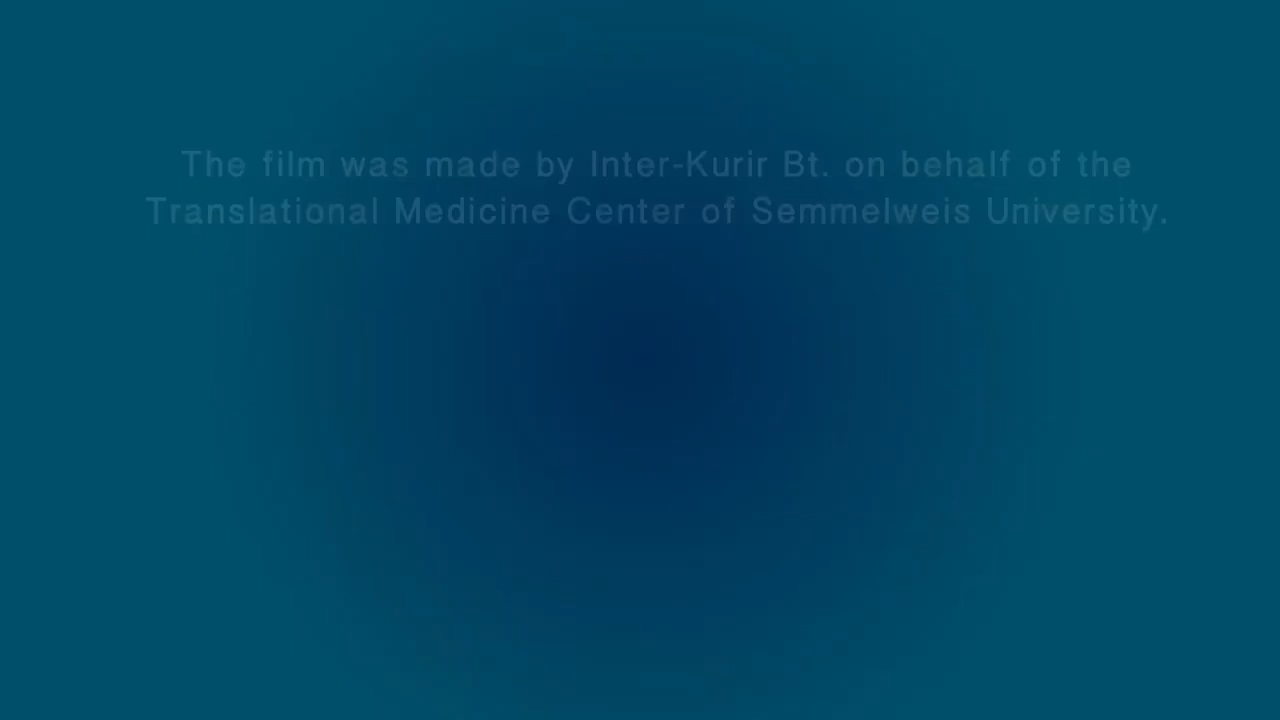 The film was made by Inter-Kurir Bt. on behalf of the
Translational Medicine Center of Semmelweis University.